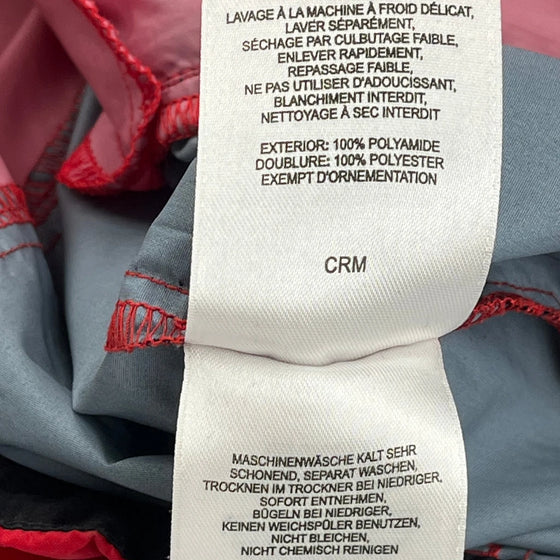 LAVAGE À LA MACHINE À FROID DÉLICAT,
LAVER SÉPARÉMENT,
SÉCHAGE PAR CULBUTAGE FAIBLE,
ENLEVER RAPIDEMENT,
REPASSAGE FAIBLE,
NE PAS UTILISER D'ADOUCISSANT,
BLANCHIMENT INTERDIT,
NETTOYAGE À SEC INTERDIT
EXTERIOR: 100% POLYAMIDE
DOUBLURE: 100% POLYESTER
EXEMPT D'ORNEMENTATION
CRM
MASCHINENWÄSCHE KALT SEHR
SCHONEND, SEPARAT WASCHEN,
TROCKNEN IM TROCKNER BEI NIEDRIGER,
SOFORT ENTNEHMEN,
BÜGELN BEI NIEDRIGER,
KEINEN WEICHSPÜLER BENUTZEN,
NICHT BLEICHEN,
NICHT CHEMISCH REINIGEN